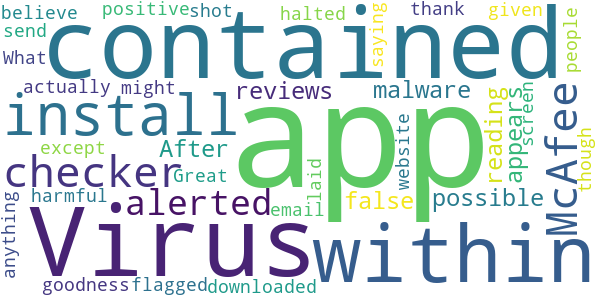 believe positive shot halted thank given
send contained saying people
What
actually might reviews malware
install app reading appears screen McAfee
except After website though
checker Great laid
harmful alerted email false possible
anything Virus within
goodness flagged downloaded